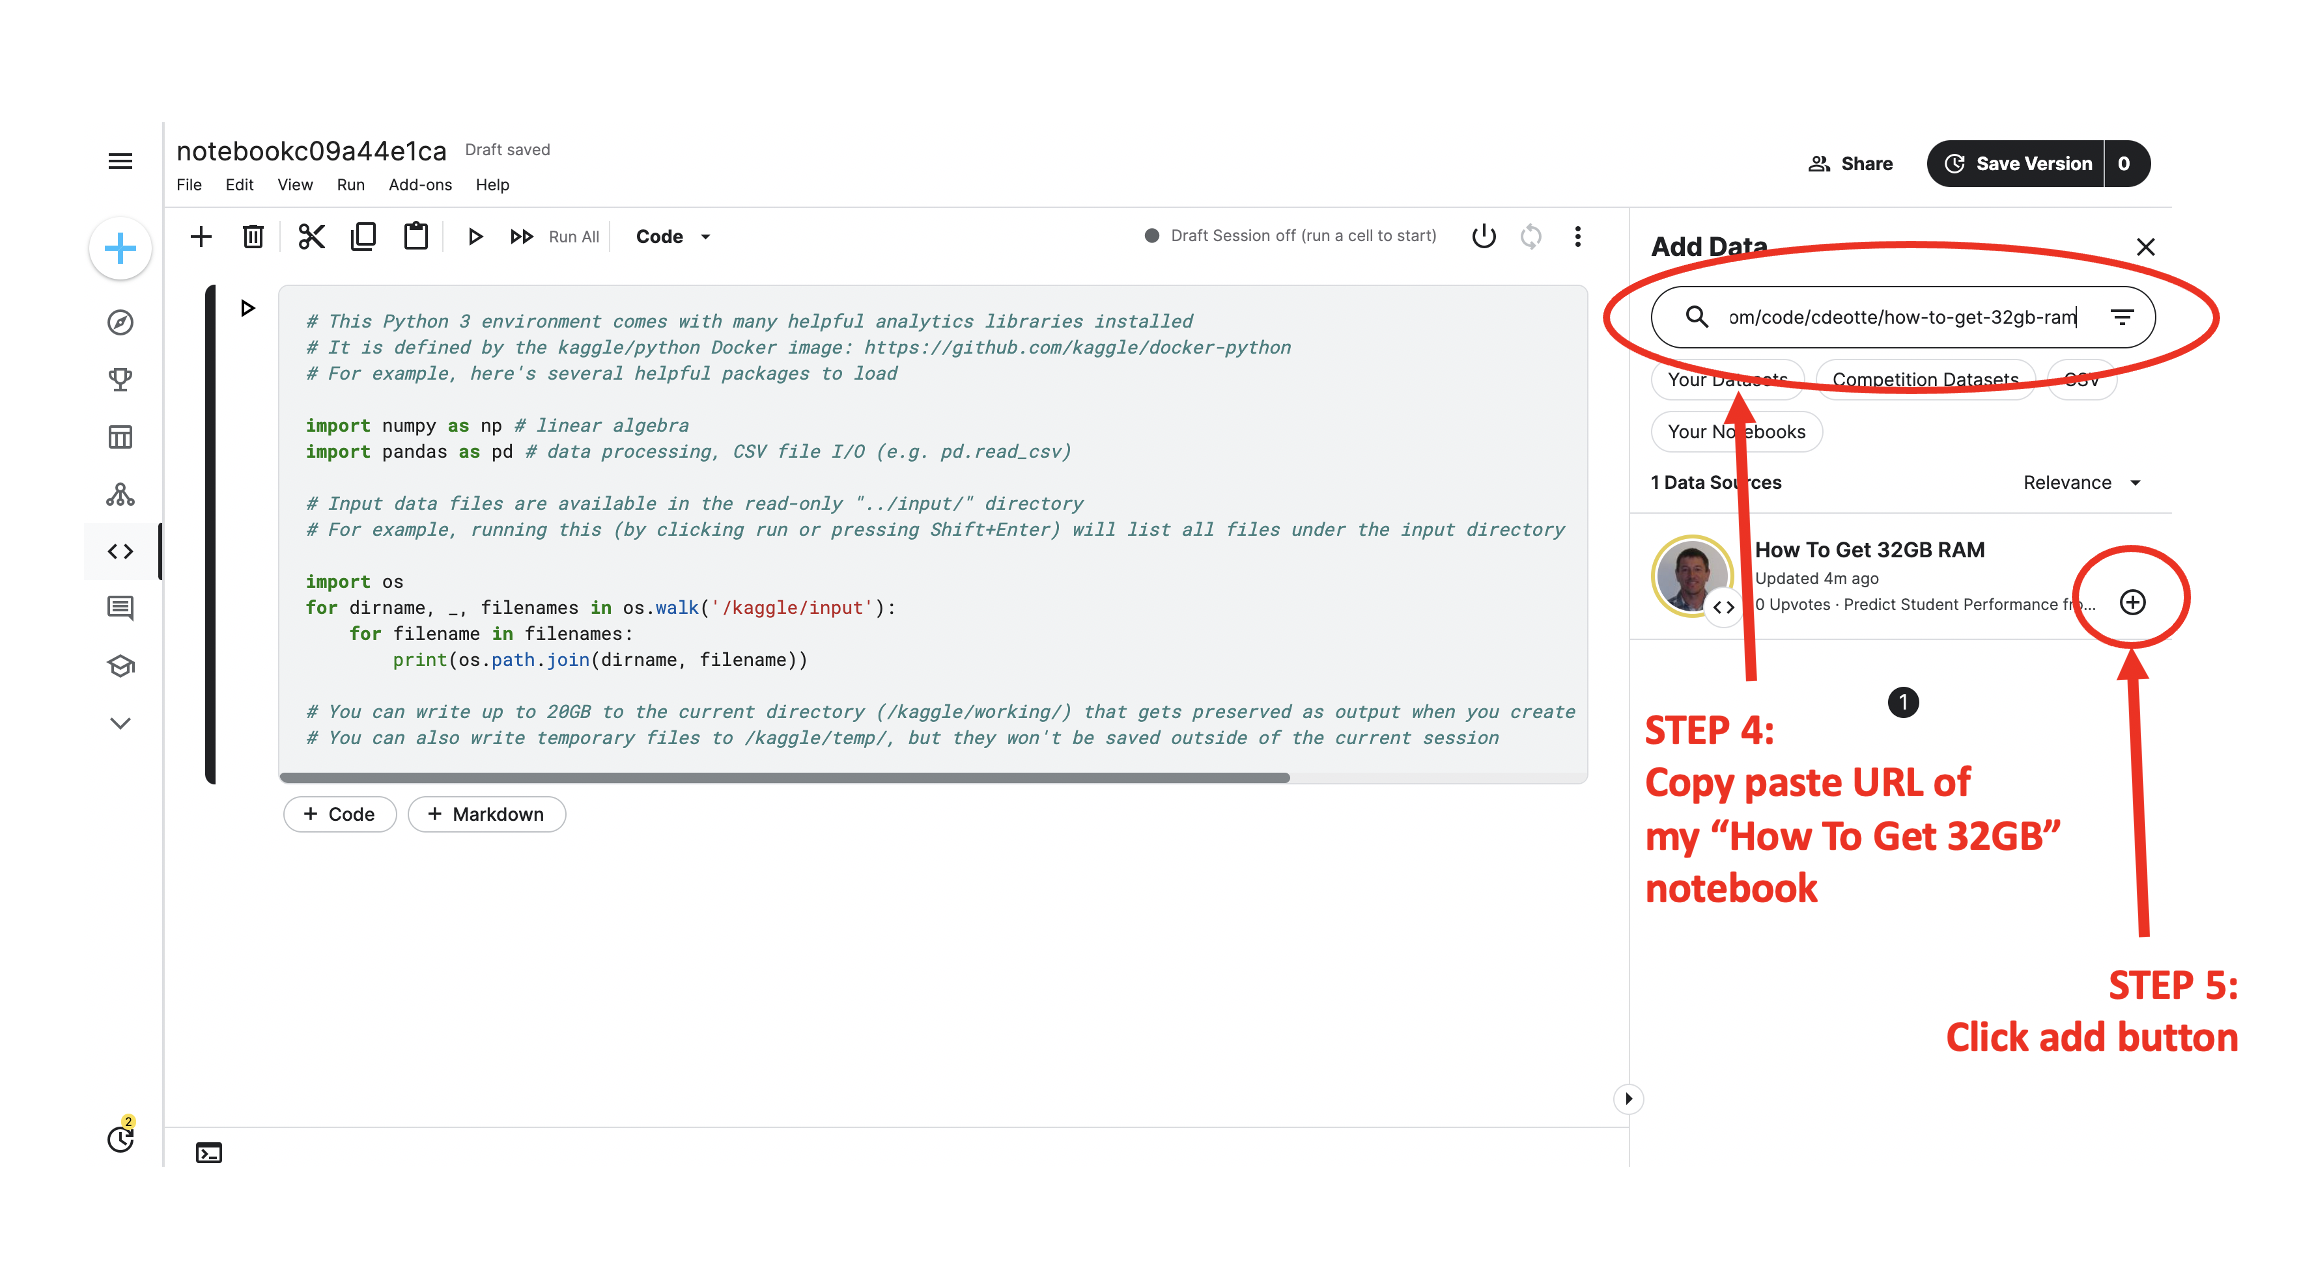 notebookc09a44e1ca Draft saved
File Edit View Run Add-ons Help
Share
Save Version 0
Run All Code
Draft Session off (run a cell to start)
# This Python 3 environment comes with many helpful analytics libraries installed
# It is defined by the kaggle/python Docker image: https://github.com/kaggle/docker-python
# For example, here's several helpful packages to load
import numpy as np # linear algebra
import pandas as pd # data processing, CSV file I/O (e.g. pd.read_csv)
# Input data files are available in the read-only "../input/" directory
# For example, running this (by clicking run or pressing Shift+Enter) will list all files under the input directory
import os
for dirname, _, filenames in os.walk('/kaggle/input'):
    for filename in filenames:
        print(os.path.join(dirname, filename))
# You can write up to 20GB to the current directory (/kaggle/working/) that gets preserved as output when you create
# You can also write temporary files to /kaggle/temp/, but they won't be saved outside of the current session
+ Code + Markdown
2
Add Data
om/code/cdeotte/how-to-get-32gb-ram
Your Datasets Competition Datasets CSV
Your Notebooks
1 Data Sources Relevance
How To Get 32GB RAM
Updated 4m ago
0 Upvotes · Predict Student Performance fro...
1
STEP 4:
Copy paste URL of
my “How To Get 32GB”
notebook
STEP 5:
Click add button